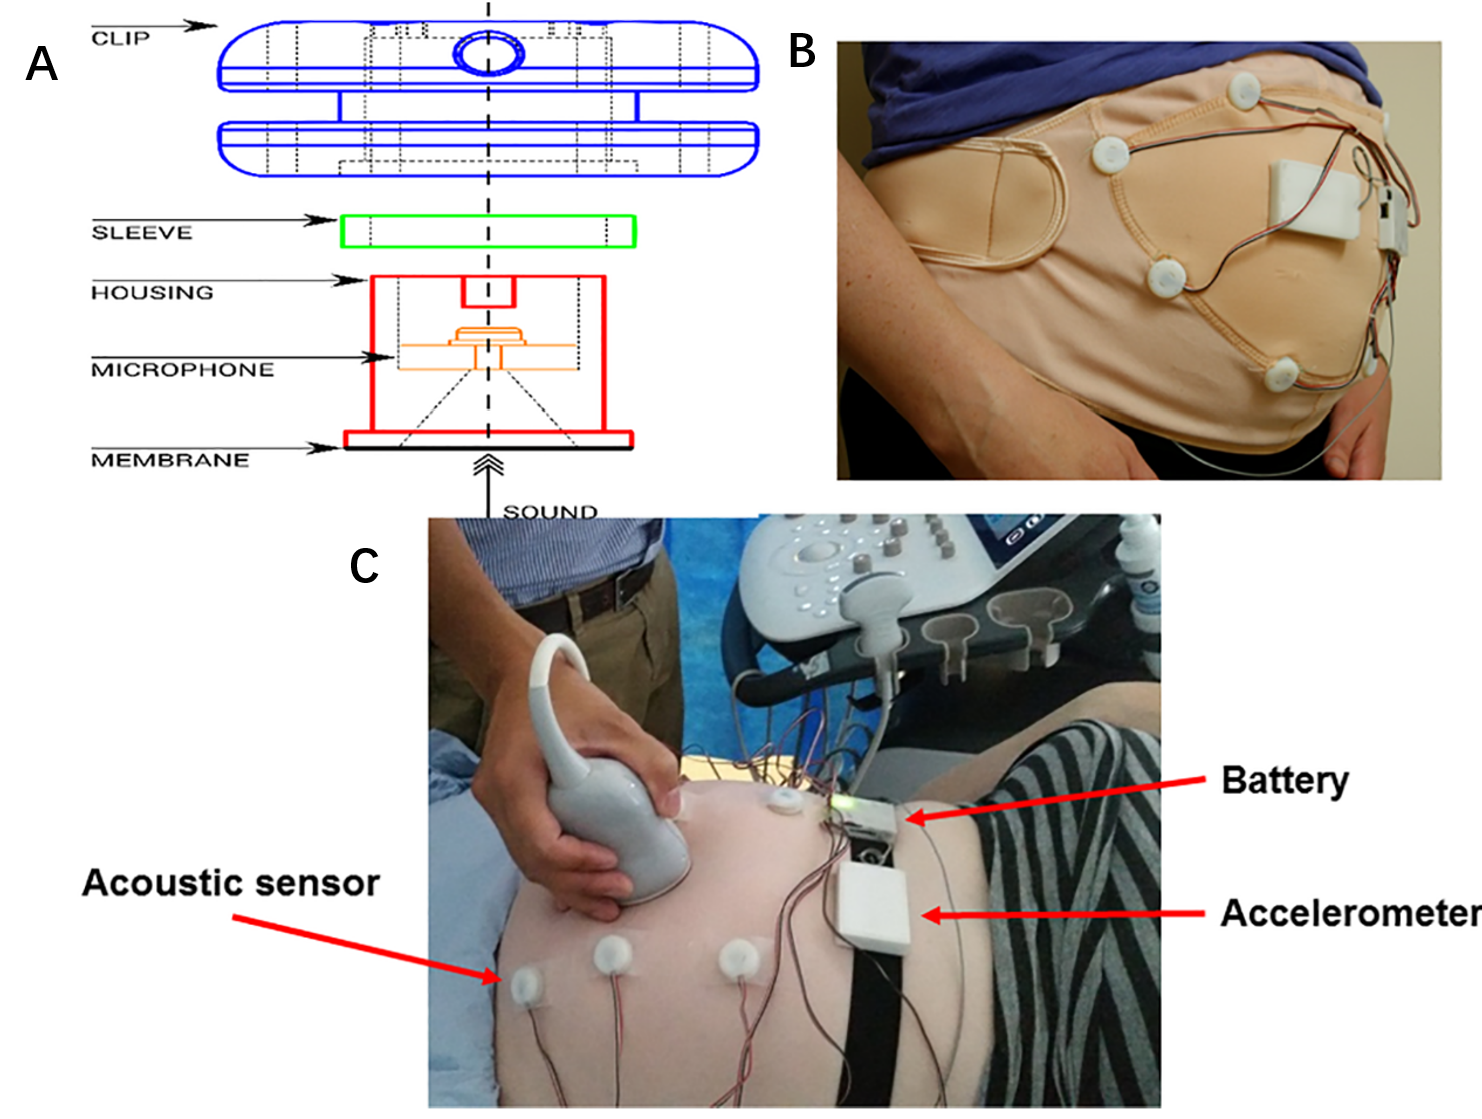 A
CLIP
SLEEVE
HOUSING
MICROPHONE
MEMBRANE
SOUND
B
C
Battery
Acoustic sensor
Accelerometer